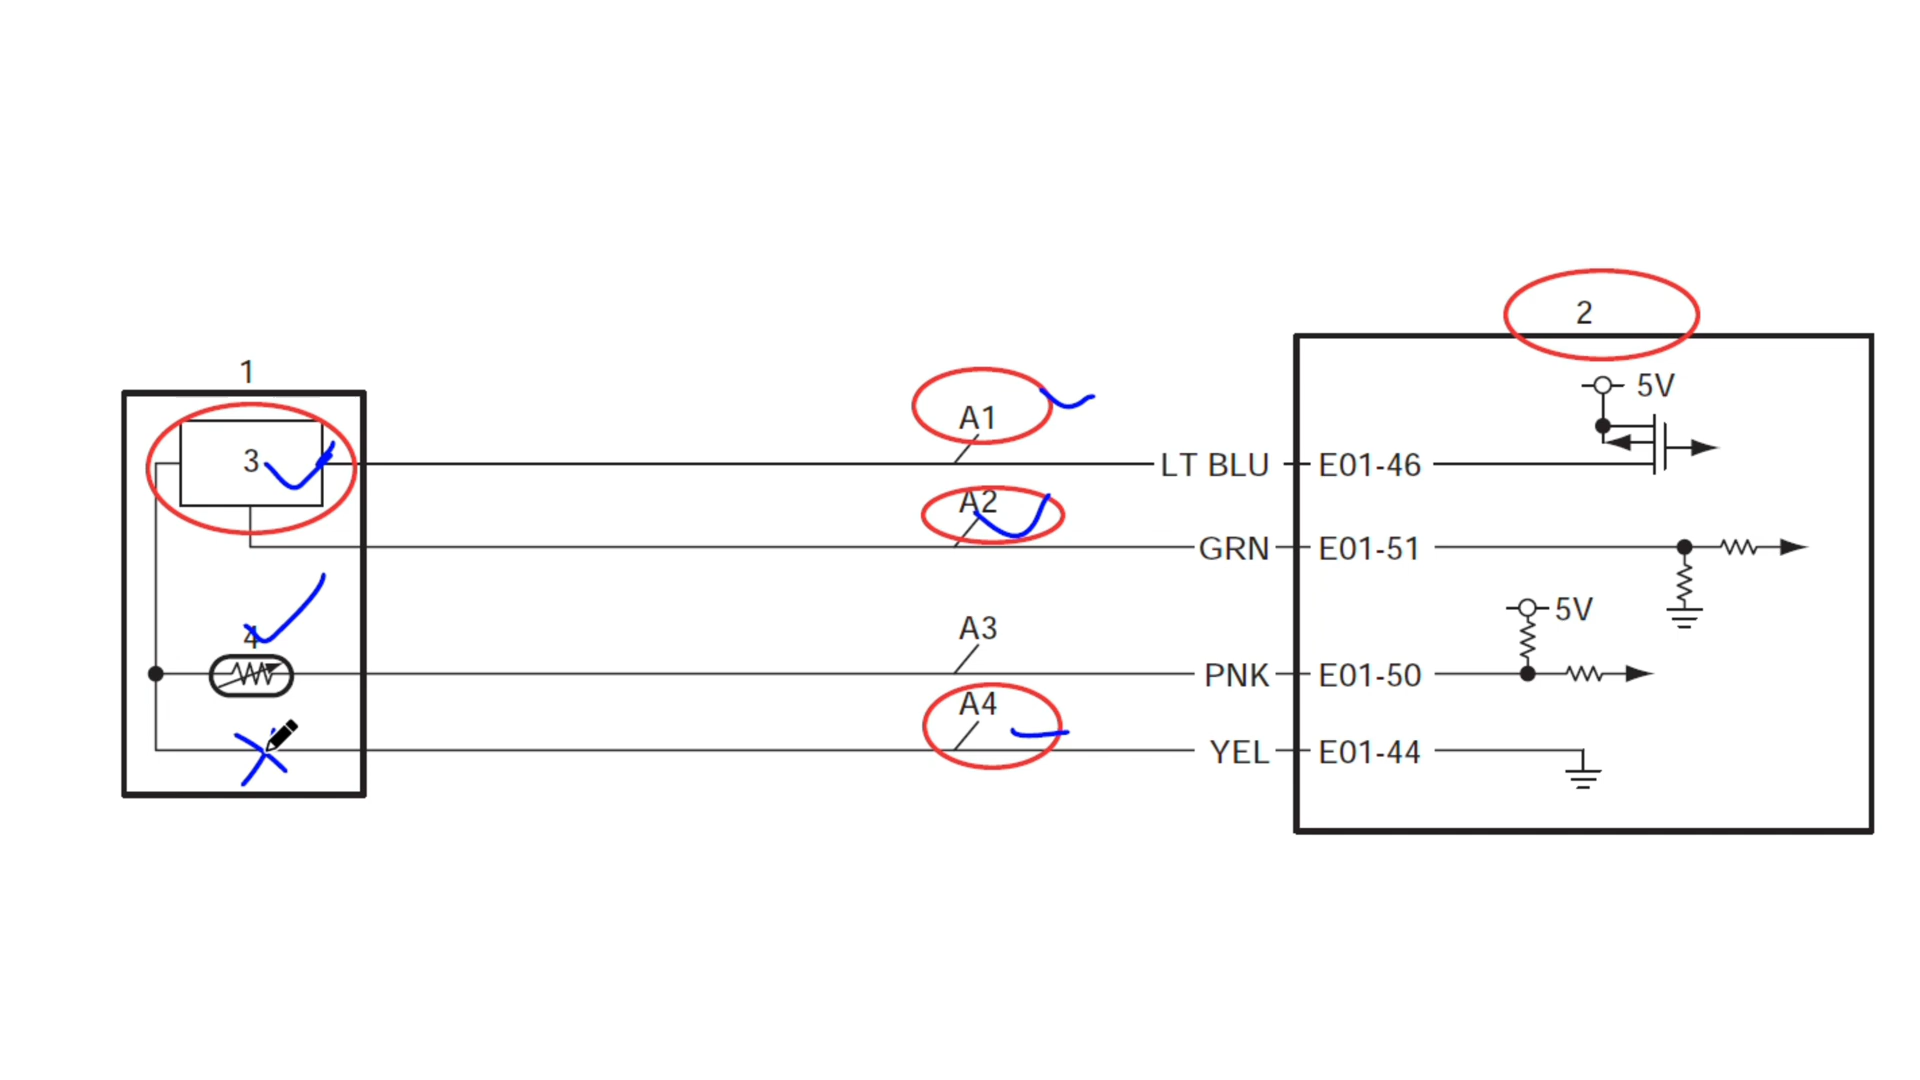 2
1
5V
A1
3
LT BLU
E01-46
A2
GRN
E01-51
5V
A3
4
PNK
E01-50
A4
YEL
E01-44